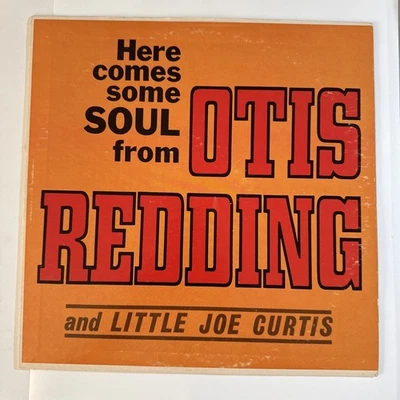 Here
comes
some
SOUL
from OTIS
REDDING
and LITTLE JOE CURTIS